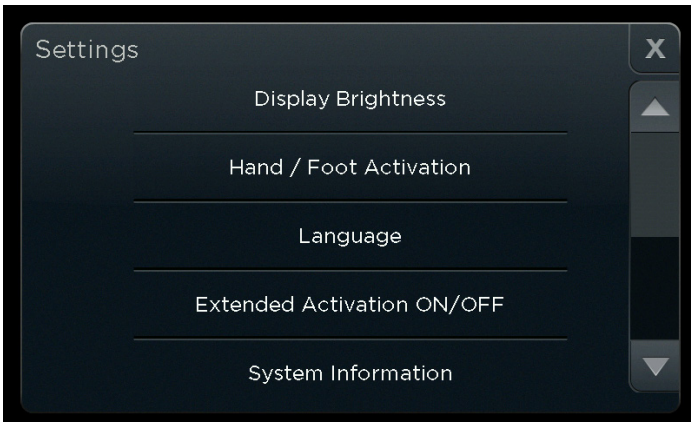 Settings
X
Display Brightness
Hand / Foot Activation
Language
Extended Activation ON/OFF
System Information